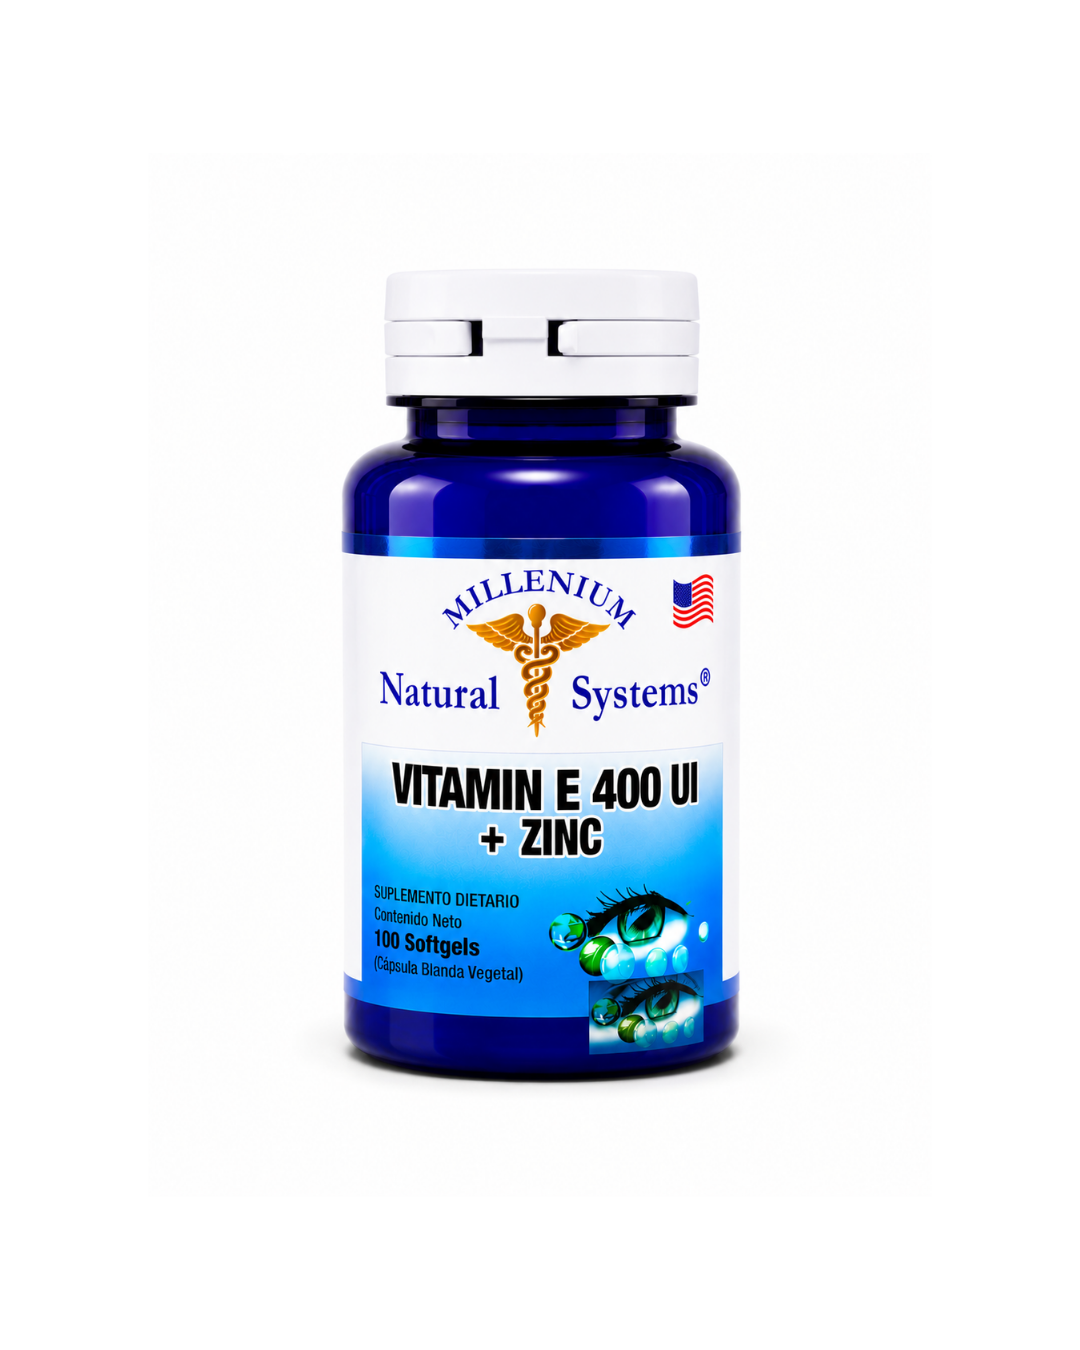 MILLENIUM
Natural Systems®
VITAMIN E 400 UI
+ ZINC
SUPLEMENTO DIETARIO
Contenido Neto
100 Softgels
(Cápsula Blanda Vegetal)